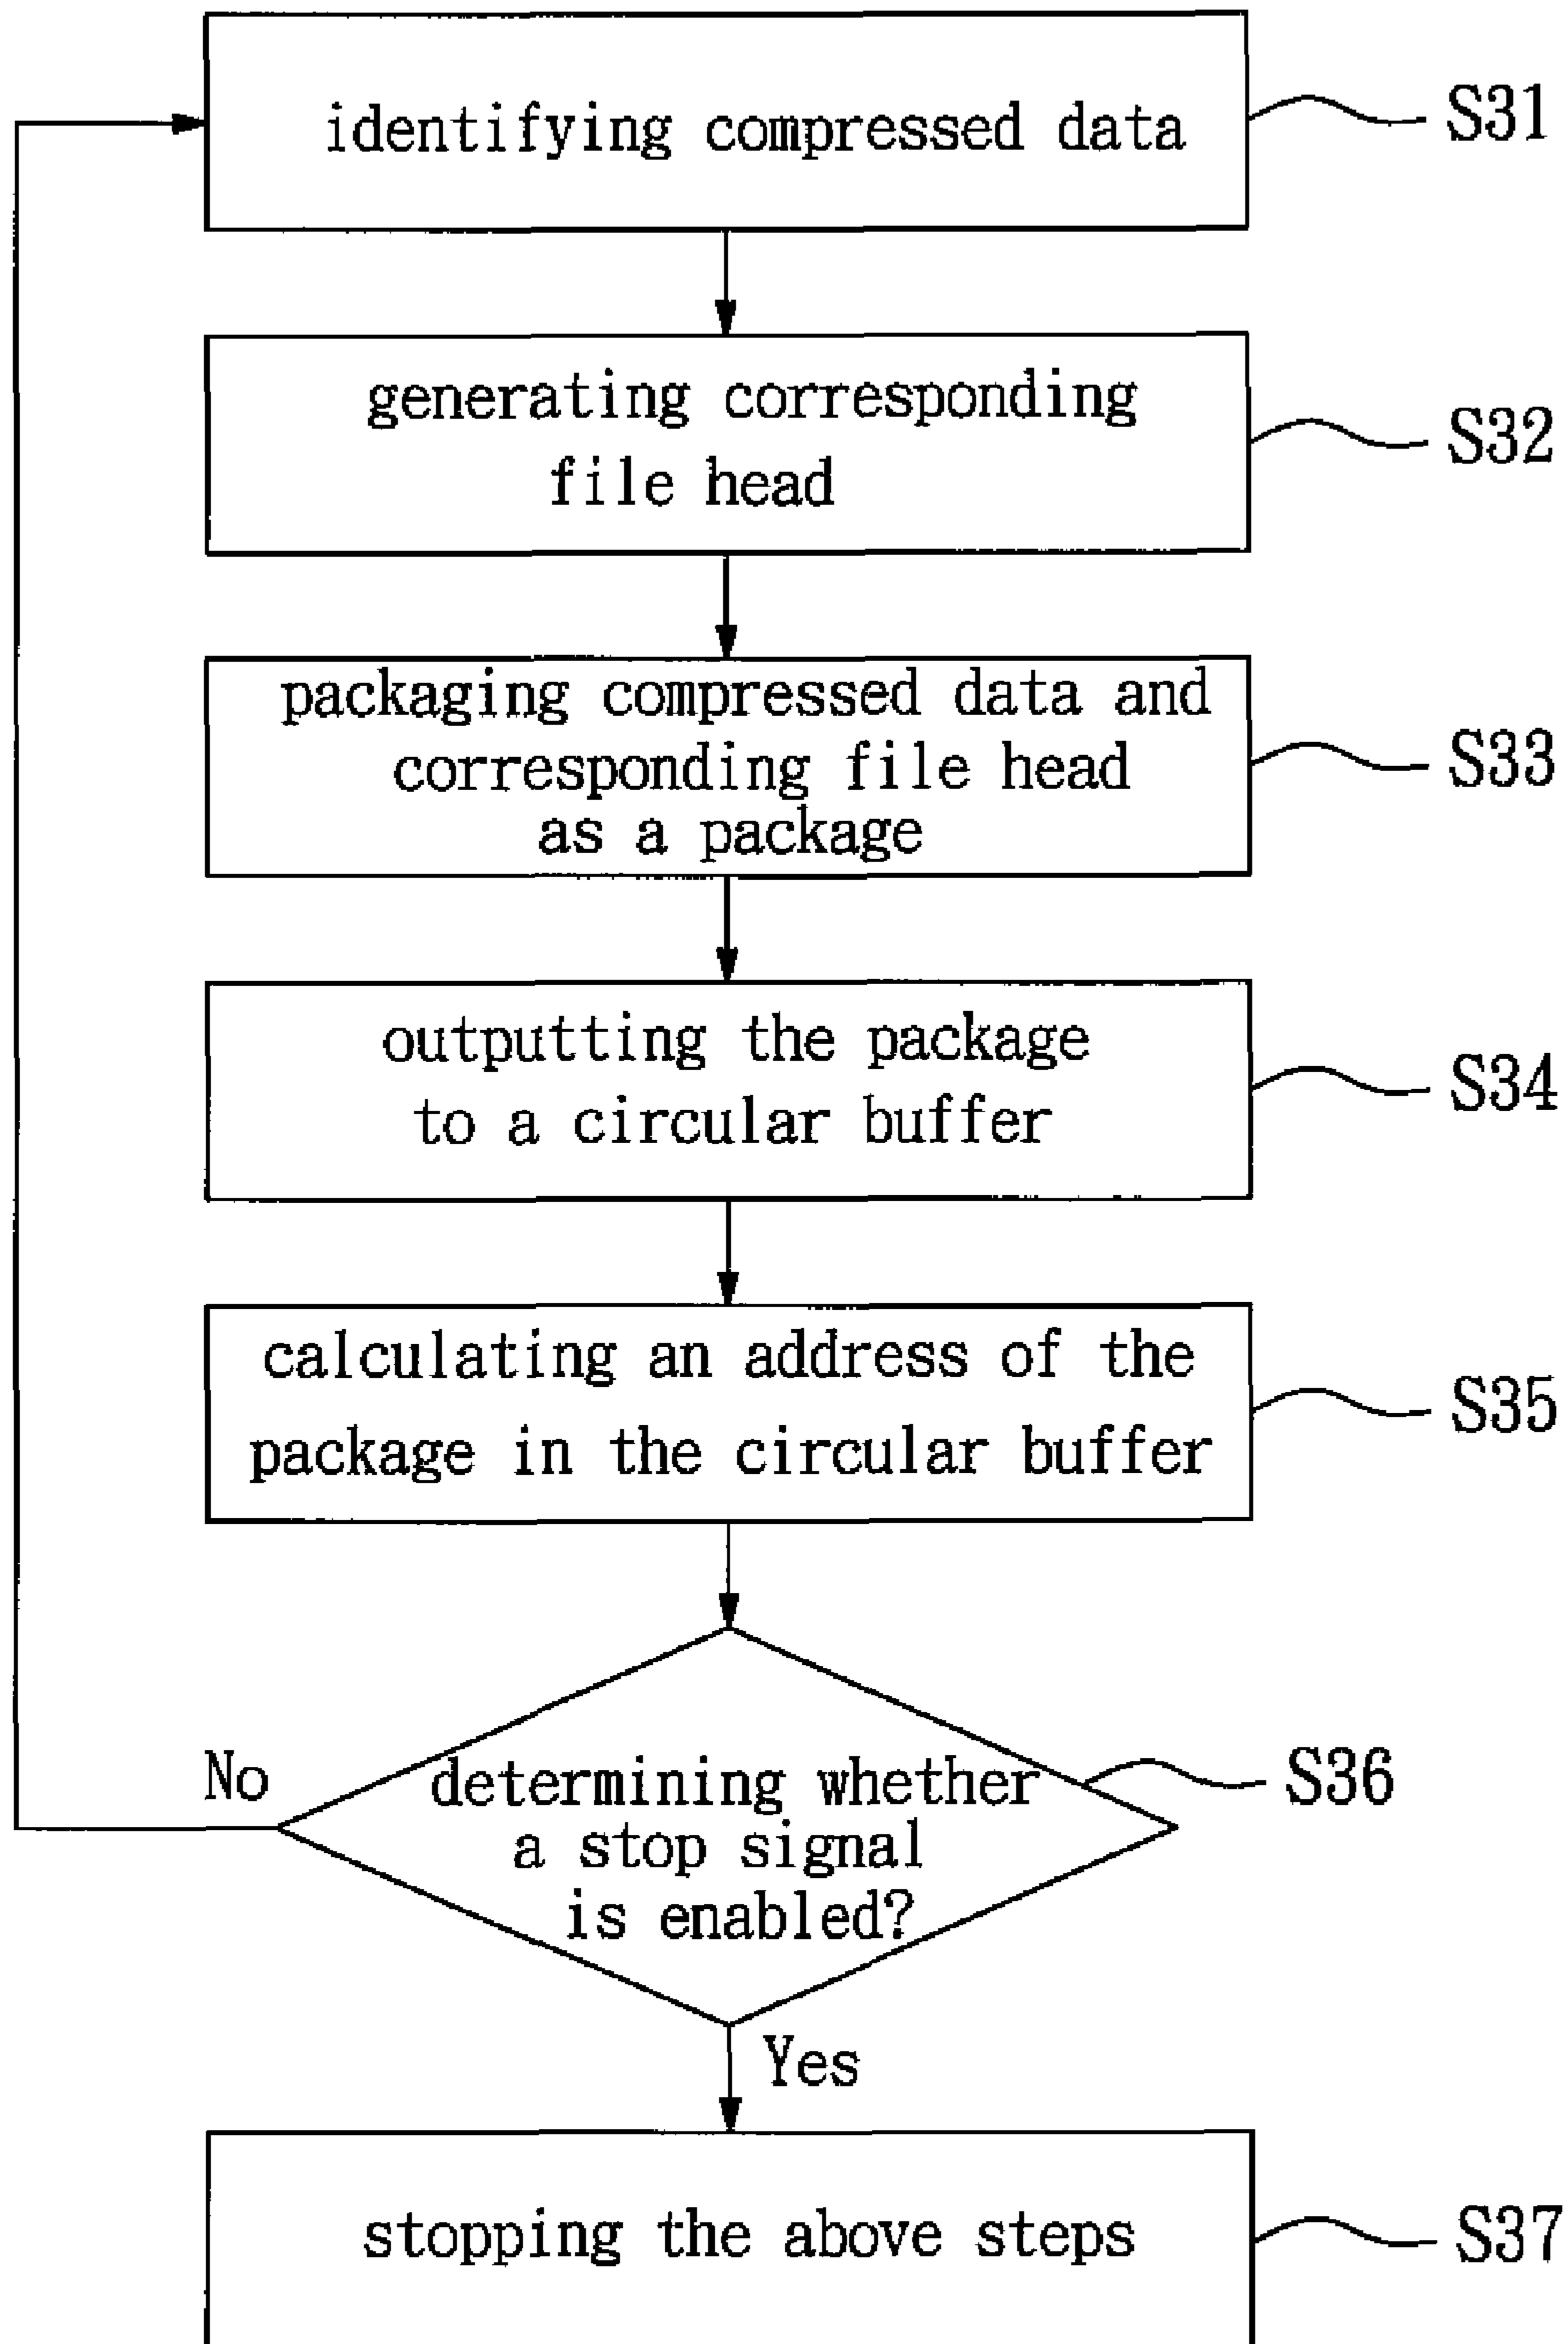 identifying compressed data
S31
generating corresponding
file head
S32
packaging compressed data and
corresponding file head
as a package
S33
outputting the package
to a circular buffer
S34
calculating an address of the
package in the circular buffer
S35
No
determining whether
a stop signal
is enabled?
S36
Yes
stopping the above steps
S37